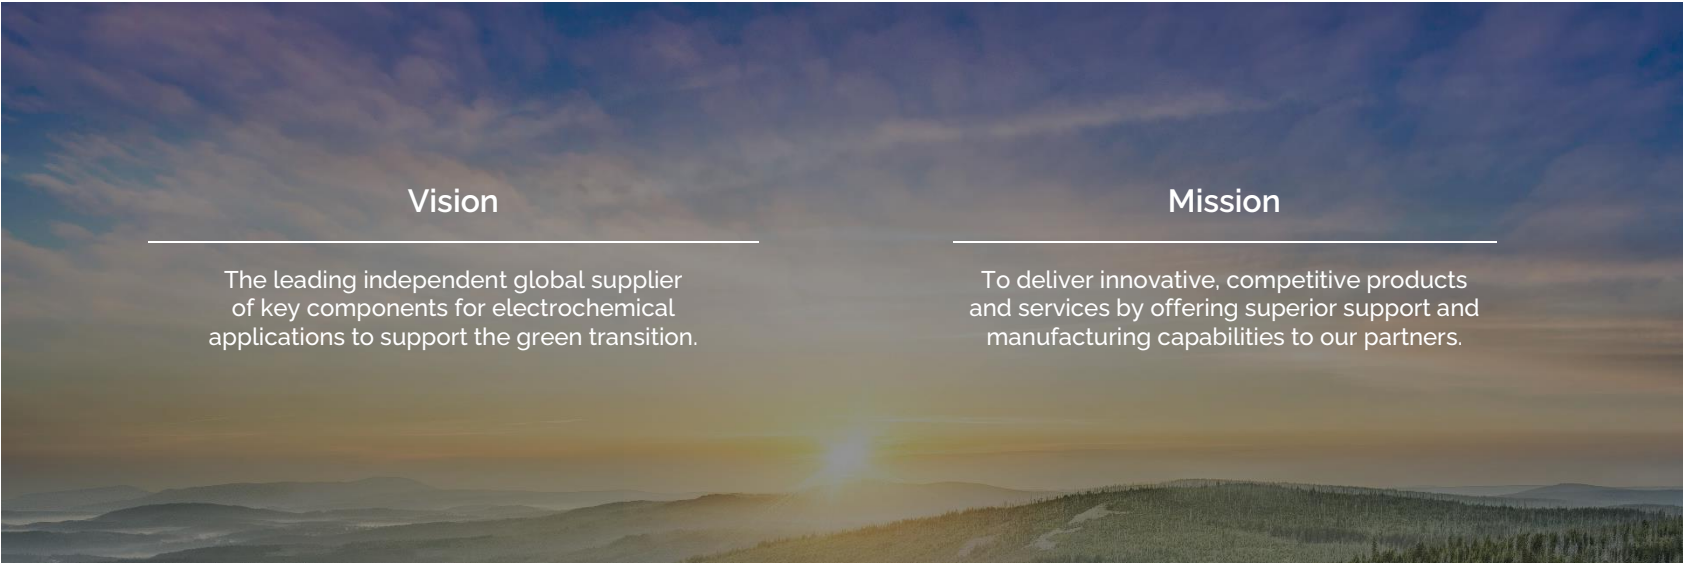 Vision
The leading independent global supplier
of key components for electrochemical
applications to support the green transition.
Mission
To deliver innovative, competitive products
and services by offering superior support and
manufacturing capabilities to our partners.